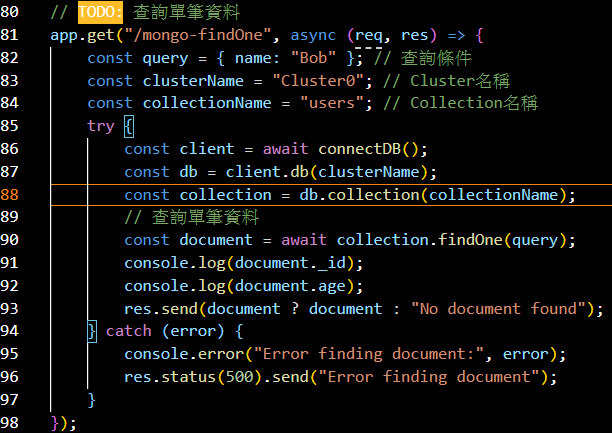 80 // TODO: 查詢單筆資料
81 app.get("/mongo-findOne", async (req, res) => {
82     const query = { name: "Bob" }; // 查詢條件
83     const clusterName = "Cluster0"; // Cluster名稱
84     const collectionName = "users"; // Collection名稱
85     try {
86         const client = await connectDB();
87         const db = client.db(clusterName);
88         const collection = db.collection(collectionName);
89         // 查詢單筆資料
90         const document = await collection.findOne(query);
91         console.log(document._id);
92         console.log(document.age);
93         res.send(document ? document : "No document found");
94     } catch (error) {
95         console.error("Error finding document:", error);
96         res.status(500).send("Error finding document");
97     }
98 });